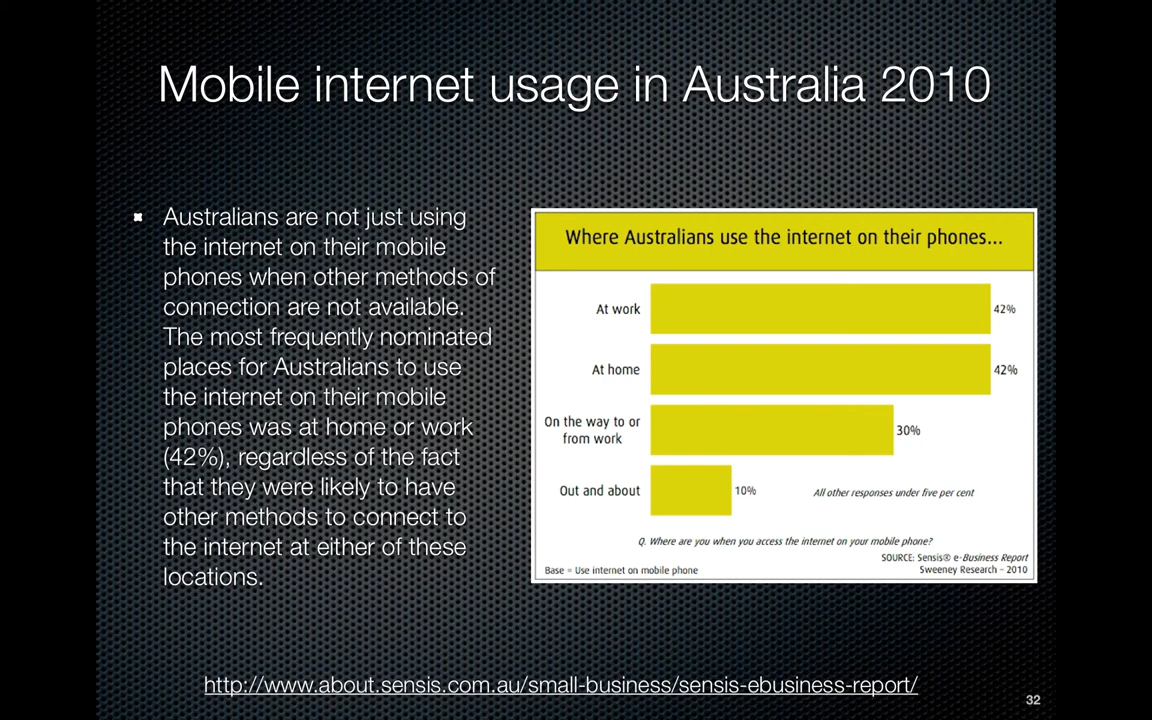 Mobile internet usage in Australia 2010
Australians are not just using
the internet on their mobile
phones when other methods of
connection are not available.
The most frequently nominated
places for Australians to use
the internet on their mobile
phones was at home or work
(42%), regardless of the fact
that they were likely to have
other methods to connect to
the internet at either of these
locations.
Where Australians use the internet on their phones...
At work
42%
At home
42%
On the way to or
from work
30%
Out and about
10%
All other responses under five per cent
Q. Where are you when you access the internet on your mobile phone?
SOURCE: Sensis® e-Business Report
Base = Use internet on mobile phone
Sweeney Research - 2010
http://www.about.sensis.com.au/small-business/sensis-ebusiness-report/
32